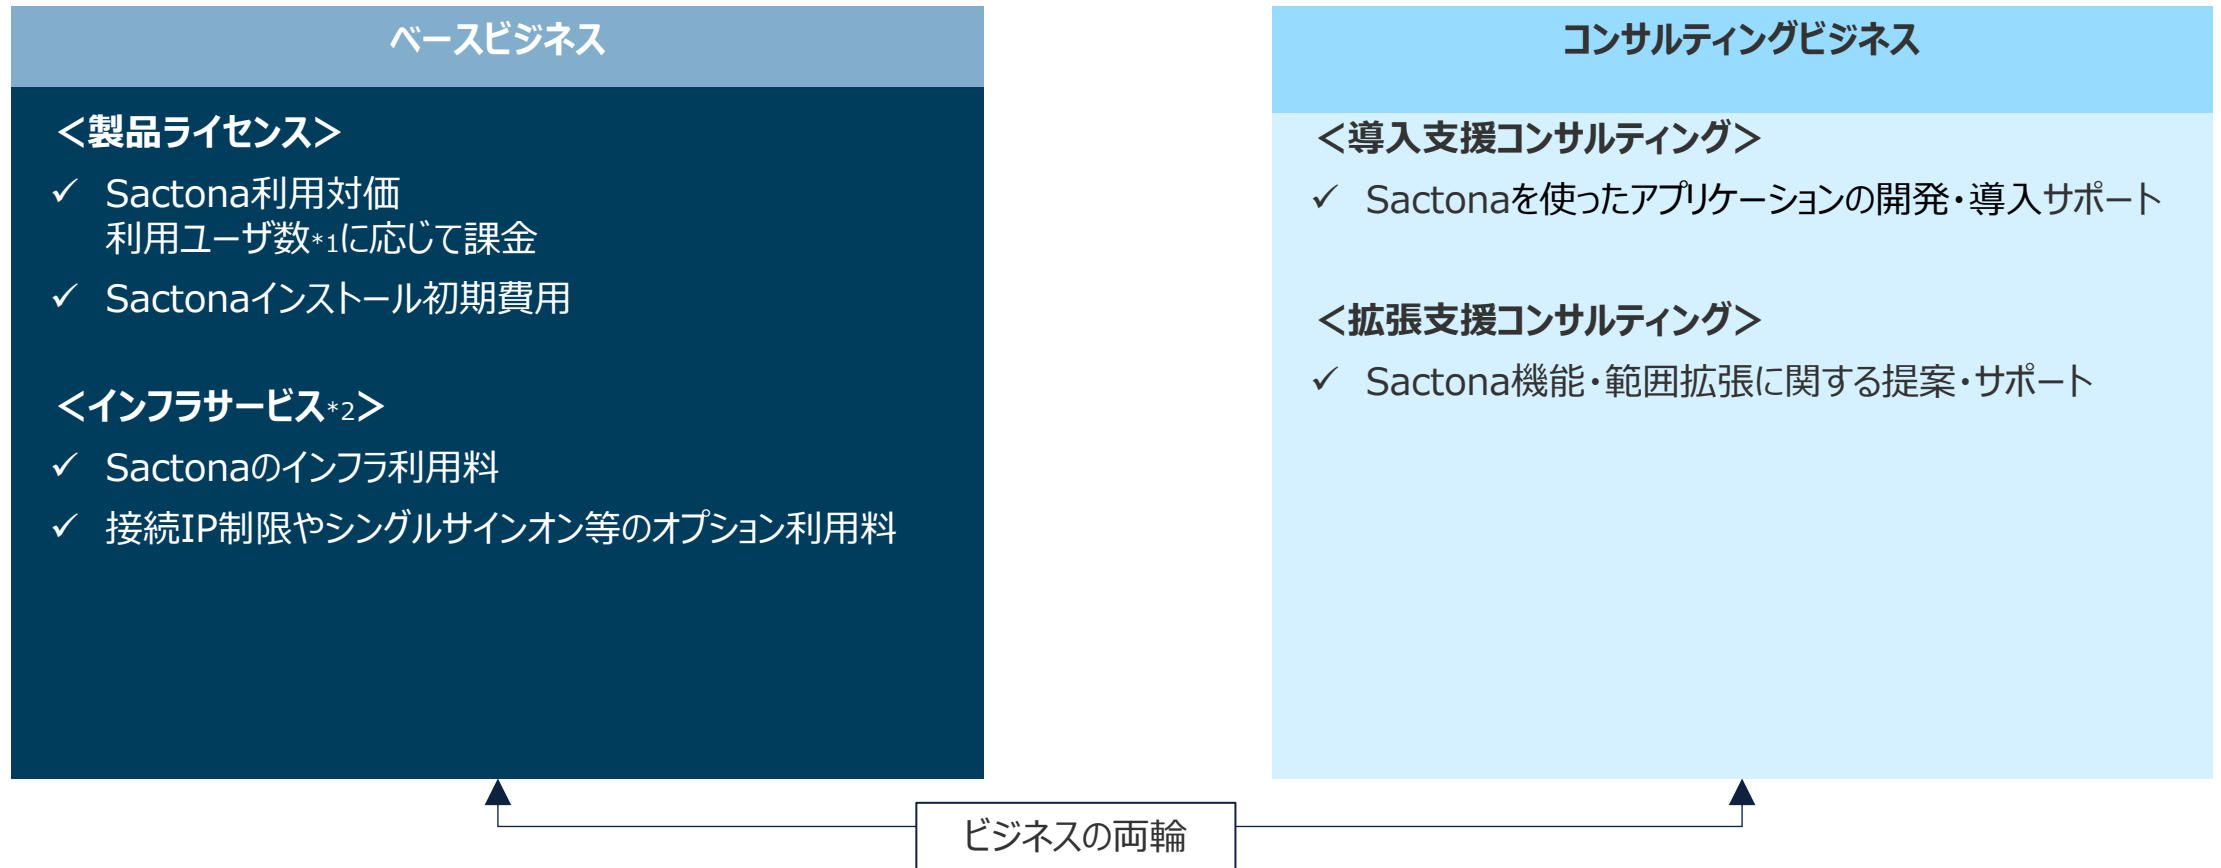 ベースビジネス
＜製品ライセンス＞
✓ Sactona利用対価
利用ユーザ数*1に応じて課金
✓ Sactonaインストール初期費用
＜インフラサービス*2＞
✓ Sactonaのインフラ利用料
✓ 接続IP制限やシングルサインオン等のオプション利用料
コンサルティングビジネス
＜導入支援コンサルティング＞
✓ Sactonaを使ったアプリケーションの開発・導入サポート
＜拡張支援コンサルティング＞
✓ Sactona機能・範囲拡張に関する提案・サポート
ビジネスの両輪